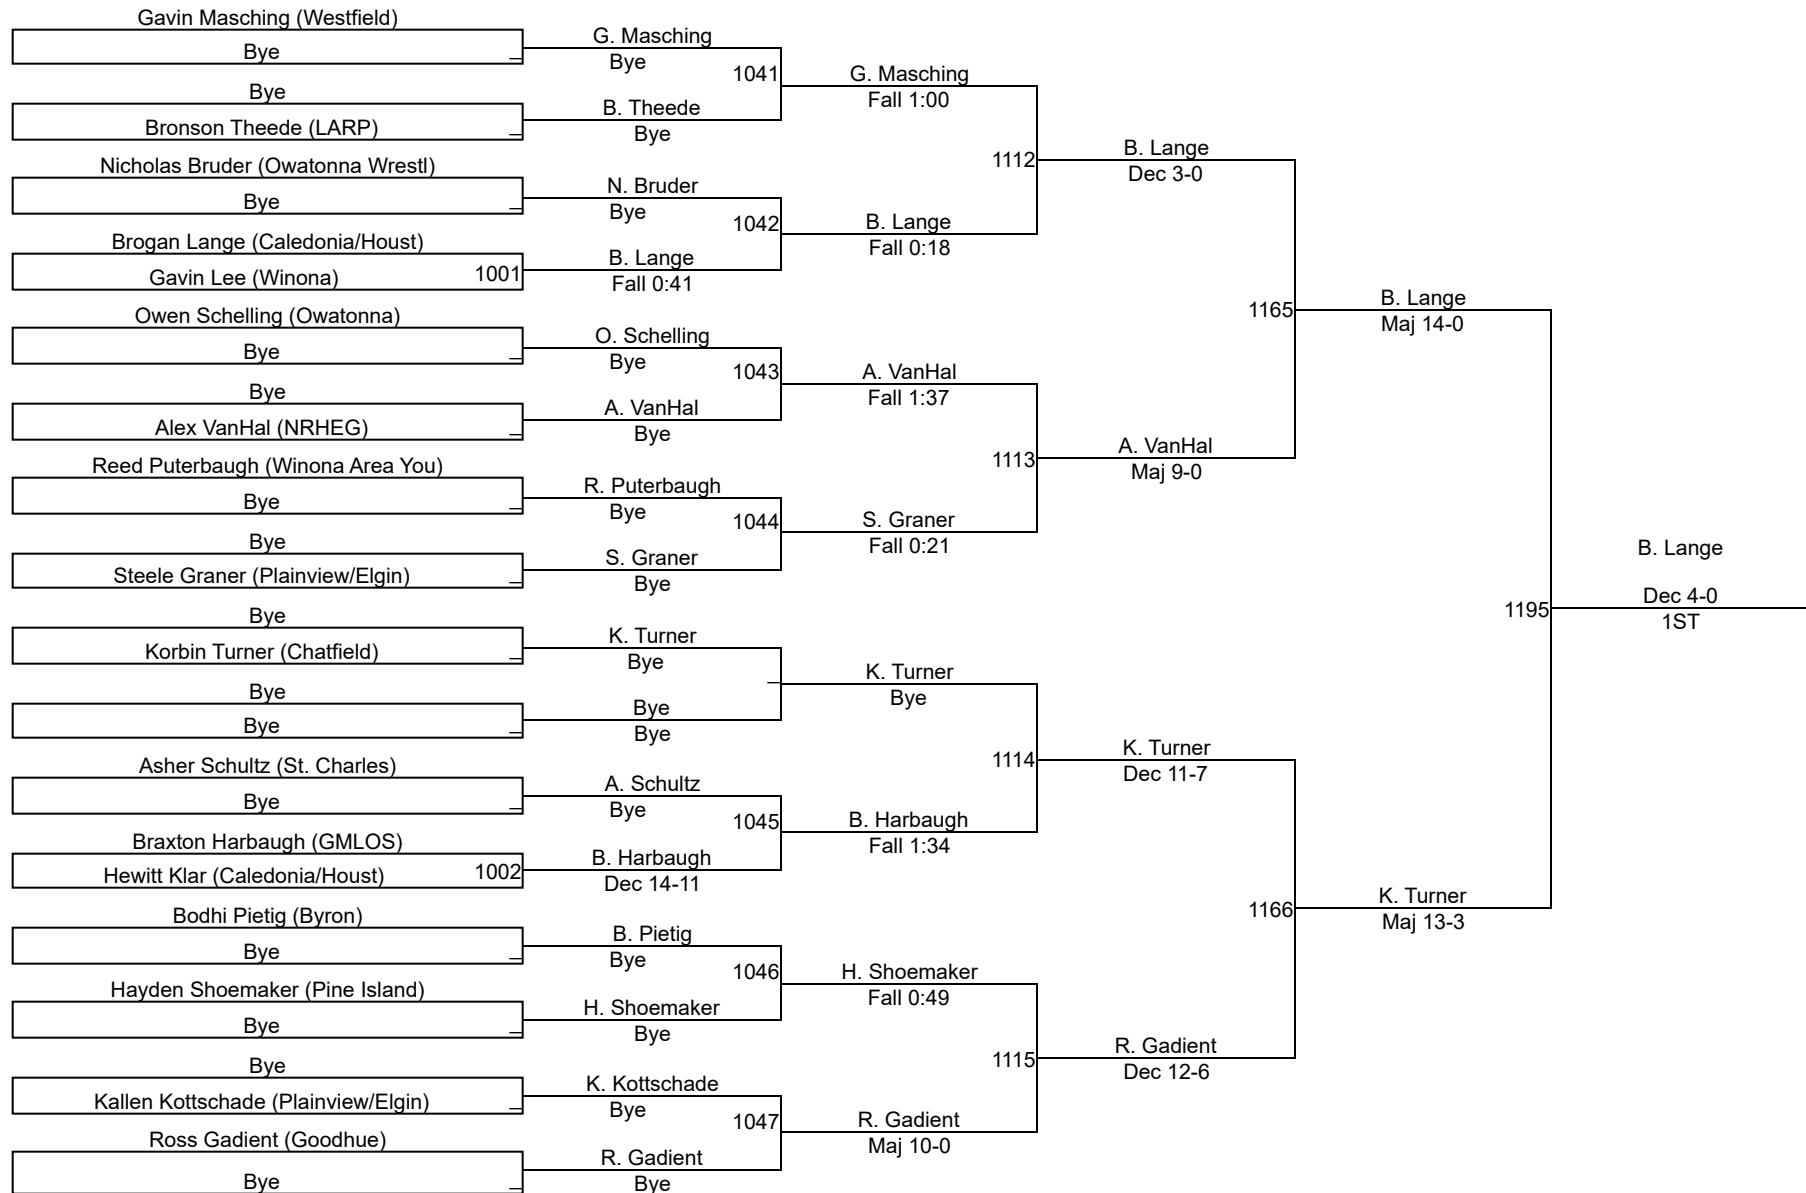 Gavin Masching (Westfield)
Bye _
Bye
Bronson Theede (LARP) _
Nicholas Bruder (Owatonna Wrestl)
Bye _
Brogan Lange (Caledonia/Houst)
Gavin Lee (Winona) 1001
Owen Schelling (Owatonna)
Bye _
Bye
Alex VanHal (NRHEG) _
Reed Puterbaugh (Winona Area You)
Bye _
Bye
Steele Graner (Plainview/Elgin) _
Bye
Korbin Turner (Chatfield) _
Bye
Bye _
Asher Schultz (St. Charles)
Bye _
Braxton Harbaugh (GMLOS)
Hewitt Klar (Caledonia/Houst) 1002
Bodhi Pietig (Byron)
Bye _
Hayden Shoemaker (Pine Island)
Bye _
Bye
Kallen Kottschade (Plainview/Elgin) _
Ross Gadient (Goodhue)
Bye _
G. Masching
Bye
1041
B. Theede
Bye
N. Bruder
Bye
1042
B. Lange
Fall 0:41
O. Schelling
Bye
1043
A. VanHal
Bye
R. Puterbaugh
Bye
1044
S. Graner
Bye
K. Turner
Bye
_
Bye
Bye
A. Schultz
Bye
1045
B. Harbaugh
Dec 14-11
B. Pietig
Bye
1046
H. Shoemaker
Bye
K. Kottschade
Bye
1047
R. Gadient
Bye
G. Masching
Fall 1:00
1112
B. Lange
Fall 0:18
A. VanHal
Fall 1:37
1113
S. Graner
Fall 0:21
K. Turner
Bye
1114
B. Harbaugh
Fall 1:34
H. Shoemaker
Fall 0:49
1115
R. Gadient
Maj 10-0
B. Lange
Dec 3-0
1165
A. VanHal
Maj 9-0
K. Turner
Dec 11-7
1166
R. Gadient
Dec 12-6
B. Lange
Maj 14-0
1195
K. Turner
Maj 13-3
B. Lange
Dec 4-0
1ST